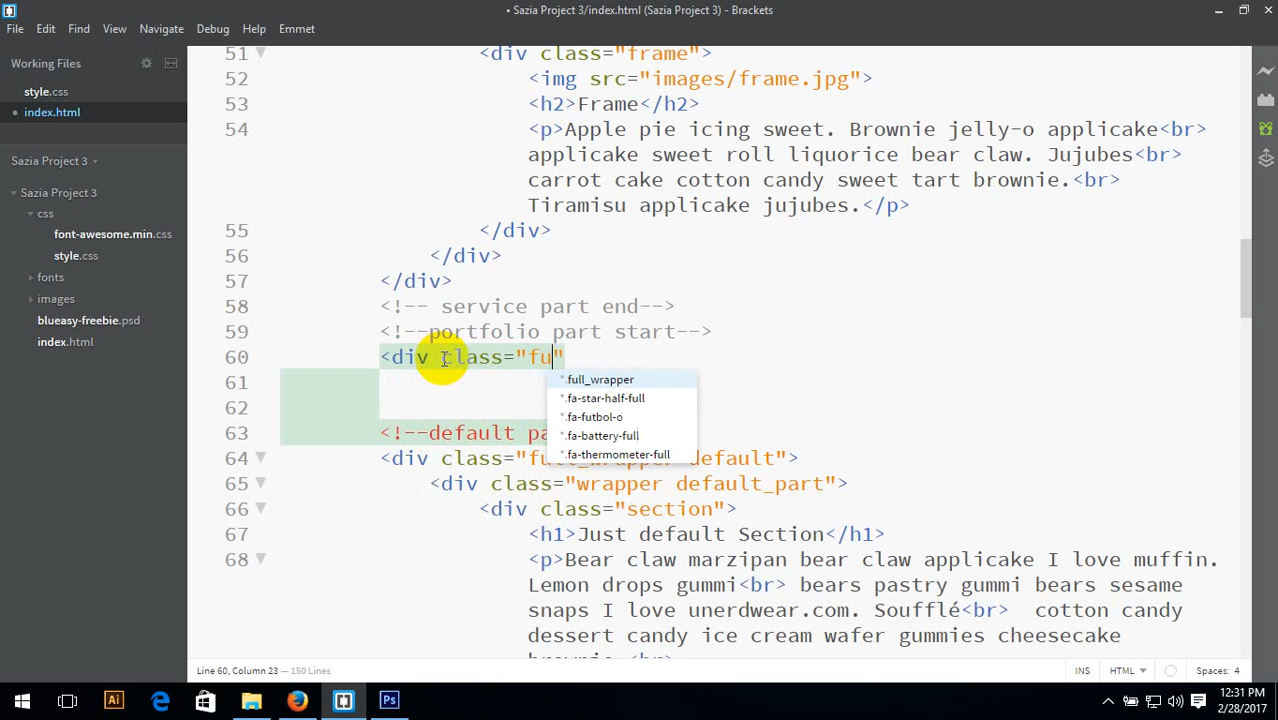 • Sazia Project 3/index.html (Sazia Project 3) - Brackets
File Edit Find View Navigate Debug Help Emmet
Working Files
style.css
• index.html
Sazia Project 3
Sazia Project 3
css
font-awesome.min.css
style.css
fonts
images
blueasy-freebie.psd
index.html
51 <div class="frame">
52 <img src="images/frame.jpg">
53 <h2>Frame</h2>
54 <p>Apple pie icing sweet. Brownie jelly-o applicake<br>
applicake sweet roll liquorice bear claw. Jujubes<br>
carrot cake cotton candy sweet tart brownie.<br>
Tiramisu applicake jujubes.</p>
55 </div>
56 </div>
57 </div>
58 <!-- service part end-->
59 <!--portfolio part start-->
60 <div class="fu"
61
62
63 <!--default pa
*.full_wrapper
*.fa-star-half-full
*.fa-futbol-o
*.fa-battery-full
*.fa-thermometer-full
64 <div class="full_wrapper default">
65 <div class="wrapper default_part">
66 <div class="section">
67 <h1>Just default Section</h1>
68 <p>Bear claw marzipan bear claw applicake I love muffin.
Lemon drops gummi<br> bears pastry gummi bears sesame
snaps I love unerdwear.com. Soufflé<br> cotton candy
dessert candy ice cream wafer gummies cheesecake
brownie.<br>
Line 60, Column 23 — 150 Lines
INS HTML Spaces: 4
Ai
Ps
12:31 PM
2/28/2017